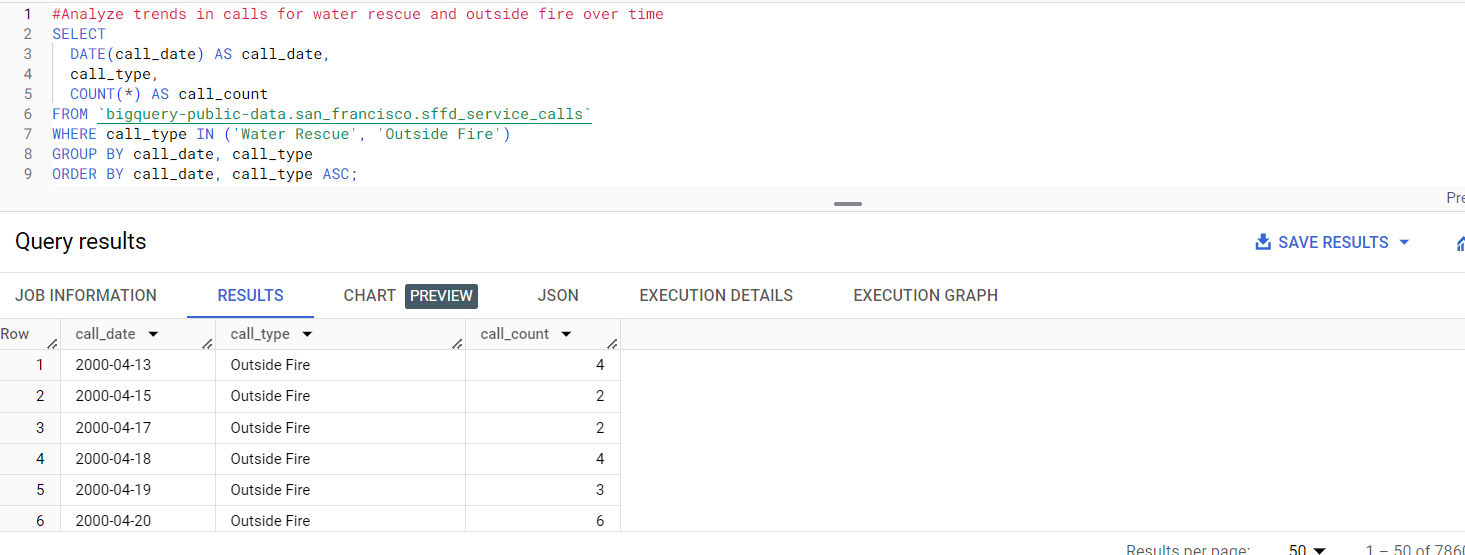 1 #Analyze trends in calls for water rescue and outside fire over time
2 SELECT
3 DATE(call_date) AS call_date,
4 call_type,
5 COUNT(*) AS call_count
6 FROM `bigquery-public-data.san_francisco.sffd_service_calls`
7 WHERE call_type IN ('Water Rescue', 'Outside Fire')
8 GROUP BY call_date, call_type
9 ORDER BY call_date, call_type ASC;
Query results SAVE RESULTS
JOB INFORMATION RESULTS CHART PREVIEW JSON EXECUTION DETAILS EXECUTION GRAPH
Row call_date call_type call_count
1 2000-04-13 Outside Fire 4
2 2000-04-15 Outside Fire 2
3 2000-04-17 Outside Fire 2
4 2000-04-18 Outside Fire 4
5 2000-04-19 Outside Fire 3
6 2000-04-20 Outside Fire 6
Results per page: 50 1 – 50 of